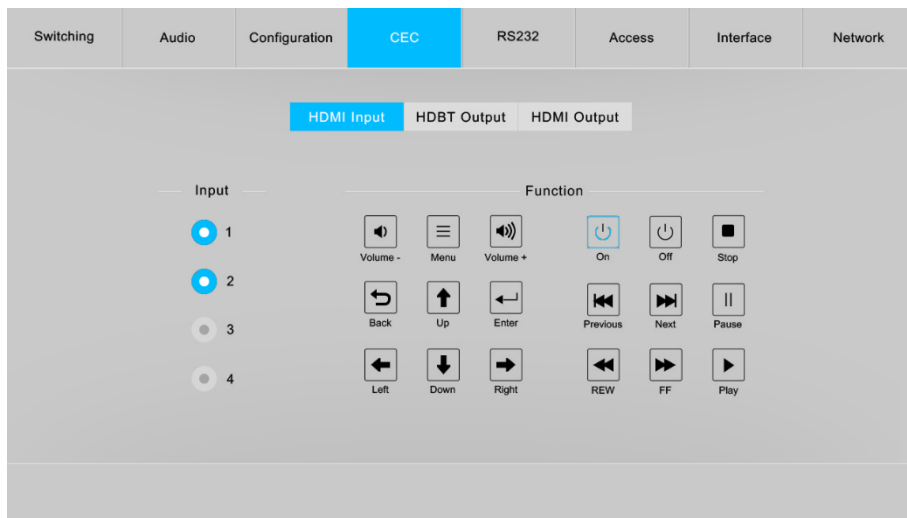 Switching Audio Configuration CEC RS232 Access Interface Network
HDMI Input HDBT Output HDMI Output
Input Function
1
Volume - Menu Volume + On Off Stop
2
Back Up Enter Previous Next Pause
3
4
Left Down Right REW FF Play